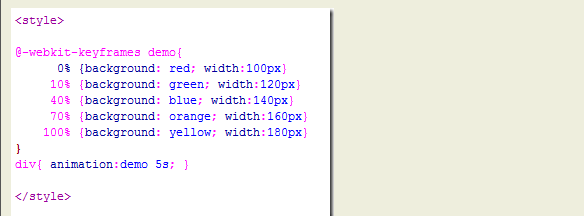 <style>
@-webkit-keyframes demo{
0% {background: red; width:100px}
10% {background: green; width:120px}
40% {background: blue; width:140px}
70% {background: orange; width:160px}
100% {background: yellow; width:180px}
}
div{ animation:demo 5s; }
</style>